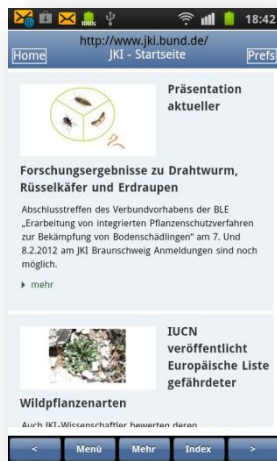 100%
18:42
http://www.jki.bund.de/
Home
JKI - Startseite
Prefs
Präsentation
aktueller
Forschungsergebnisse zu Drahtwurm,
Rüsselkäfer und Erdraupen
Abschlusstreffen des Verbundvorhabens der BLE
„Erarbeitung von integrierten Pflanzenschutzverfahren
zur Bekämpfung von Bodenschädlingen" am 7. Und
8.2.2012 am JKI Braunschweig Anmeldungen sind noch
möglich.
mehr
IUCN
veröffentlicht
Europäische Liste
gefährdeter
Wildpflanzenarten
Auch JKI-Wissenschaftler bewerten deren
<
Menü
Mehr
Index
>